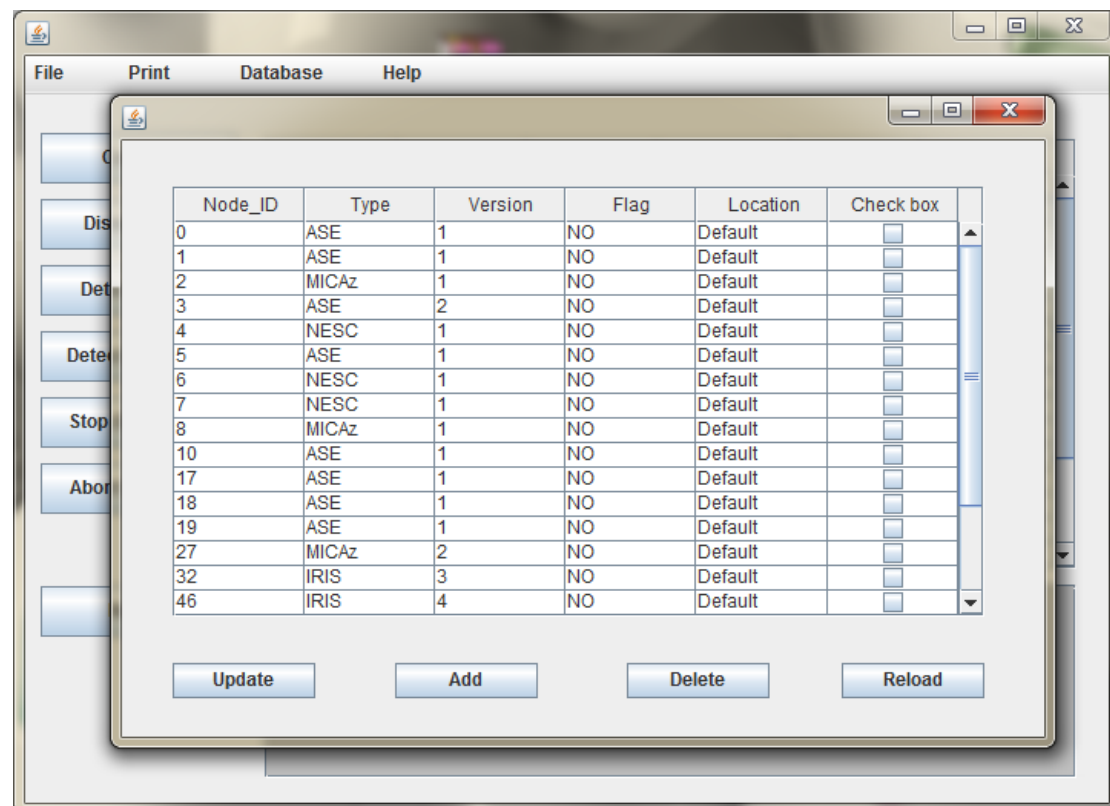 File Print Database Help
Node_ID Type Version Flag Location Check box
0 ASE 1 NO Default
1 ASE 1 NO Default
2 MICAz 1 NO Default
3 ASE 2 NO Default
4 NESC 1 NO Default
5 ASE 1 NO Default
6 NESC 1 NO Default
7 NESC 1 NO Default
8 MICAz 1 NO Default
10 ASE 1 NO Default
17 ASE 1 NO Default
18 ASE 1 NO Default
19 ASE 1 NO Default
27 MICAz 2 NO Default
32 IRIS 3 NO Default
46 IRIS 4 NO Default
Update Add Delete Reload
Stop